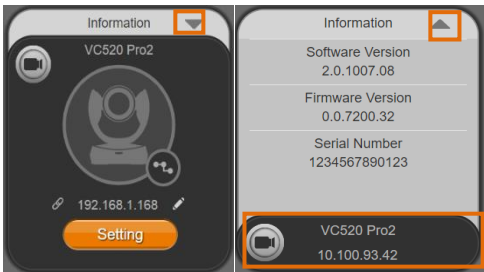 Information
VC520 Pro2
192.168.1.168
Setting
Information
Software Version
2.0.1007.08
Firmware Version
0.0.7200.32
Serial Number
1234567890123
VC520 Pro2
10.100.93.42